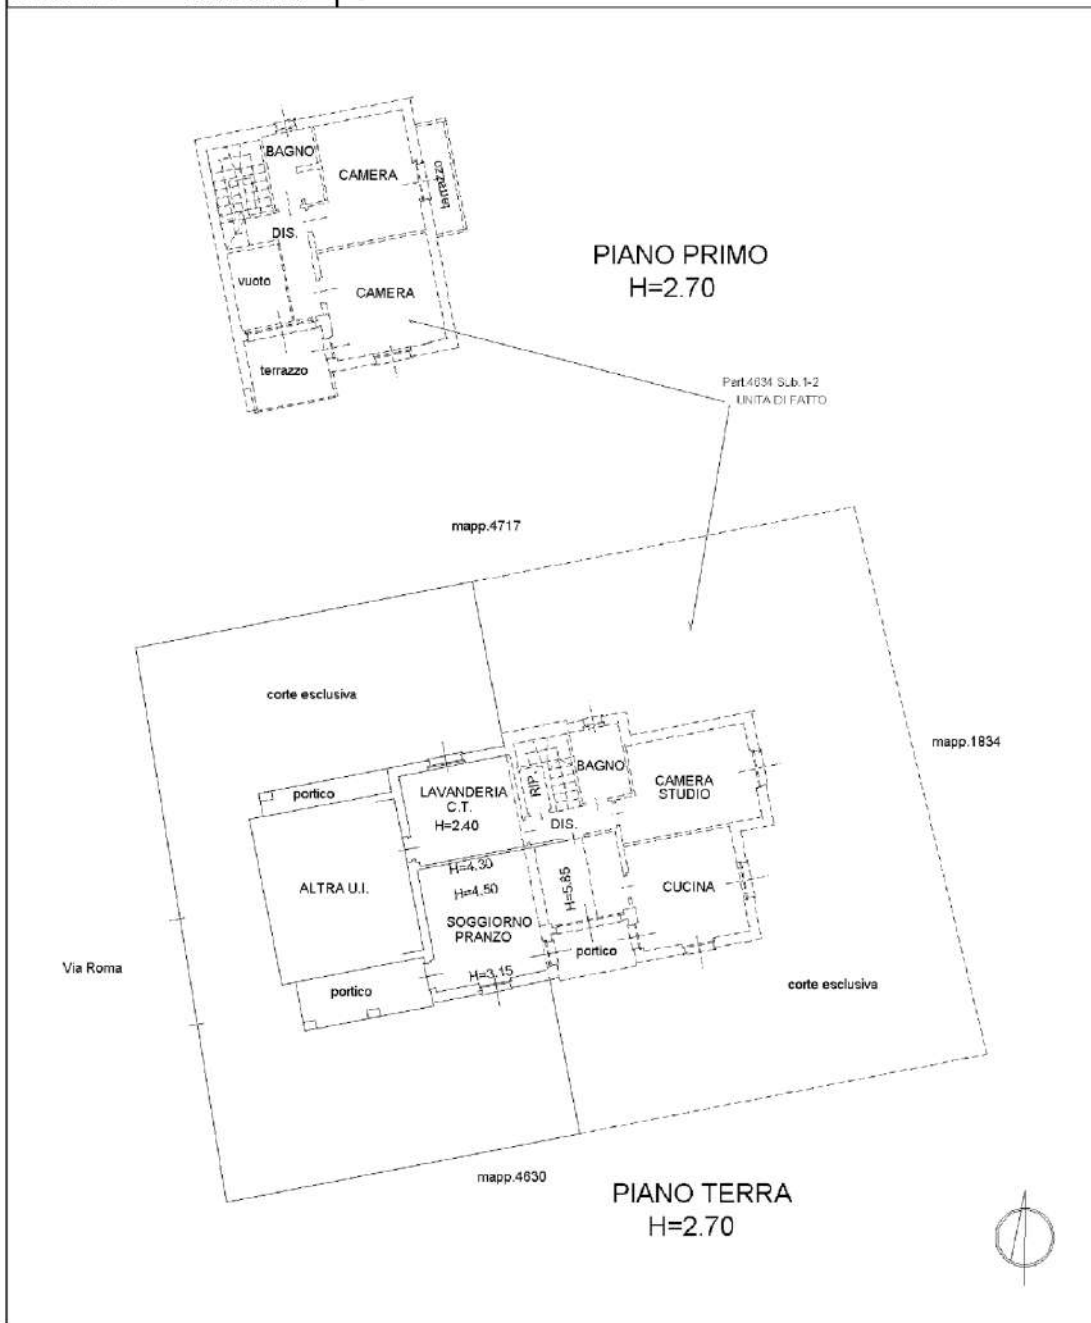 BAGNO
CAMERA
terrazzo
DIS.
vuoto
CAMERA
terrazzo
PIANO PRIMO
H=2.70
Part.4634 Sub.1-2
UNITA DI FATTO
mapp.4717
corte esclusiva
mapp.1834
portico
LAVANDERIA
C.T.
H=2.40
RIP.
BAGNO
CAMERA
STUDIO
DIS.
ALTRA U.I.
H=4.30
H=4.50
SOGGIORNO
PRANZO
H=3.15
H=5.85
CUCINA
portico
portico
Via Roma
corte esclusiva
mapp.4630
PIANO TERRA
H=2.70